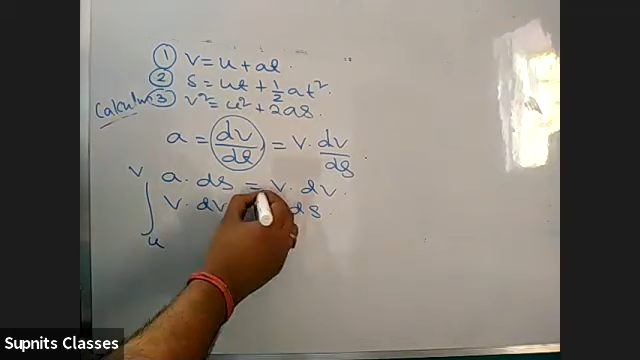 ① v = u + at.
② s = ut + 1/2 at².
Calculus ③ v² = u² + 2as.
a = dv/dt = v. dv/ds
a. ds = v. dv.
∫ v. dv ds.
v
u
Supnits Classes